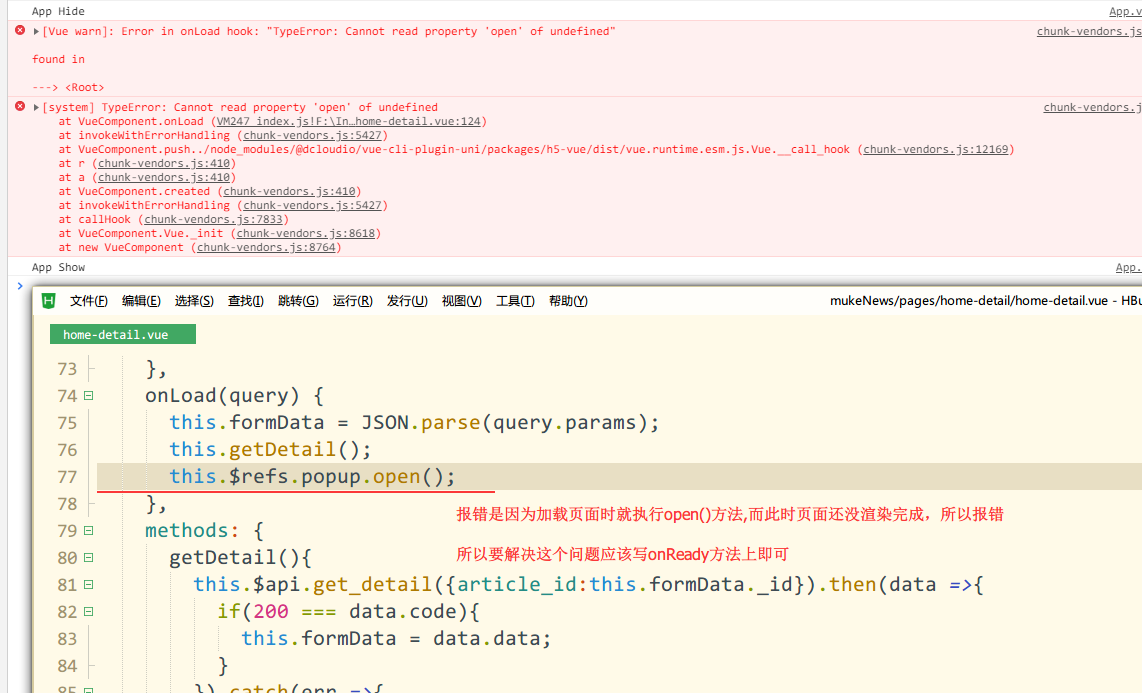 App Hide App.v
[Vue warn]: Error in onLoad hook: "TypeError: Cannot read property 'open' of undefined" chunk-vendors.js
found in
---> <Root>
[system] TypeError: Cannot read property 'open' of undefined chunk-vendors.j
at VueComponent.onLoad (VM247 index.js!F:\In…home-detail.vue:124)
at invokeWithErrorHandling (chunk-vendors.js:5427)
at VueComponent.push../node_modules/@dcloudio/vue-cli-plugin-uni/packages/h5-vue/dist/vue.runtime.esm.js.Vue.__call_hook (chunk-vendors.js:12169)
at r (chunk-vendors.js:410)
at a (chunk-vendors.js:410)
at VueComponent.created (chunk-vendors.js:410)
at invokeWithErrorHandling (chunk-vendors.js:5427)
at callHook (chunk-vendors.js:7833)
at VueComponent.Vue._init (chunk-vendors.js:8618)
at new VueComponent (chunk-vendors.js:8764)
App Show App.
H 文件(F) 编辑(E) 选择(S) 查找(I) 跳转(G) 运行(R) 发行(U) 视图(V) 工具(T) 帮助(Y) mukeNews/pages/home-detail/home-detail.vue - HBu
home-detail.vue
73 },
74 onLoad(query) {
75 this.formData = JSON.parse(query.params);
76 this.getDetail();
77 this.$refs.popup.open();
78 },
报错是因为加载页面时就执行open()方法,而此时页面还没渲染完成，所以报错
79 methods: {
所以要解决这个问题应该写onReady方法上即可
80 getDetail(){
81 this.$api.get_detail({article_id:this.formData._id}).then(data =>{
82 if(200 === data.code){
83 this.formData = data.data;
84 }
85 }).catch(err =>{